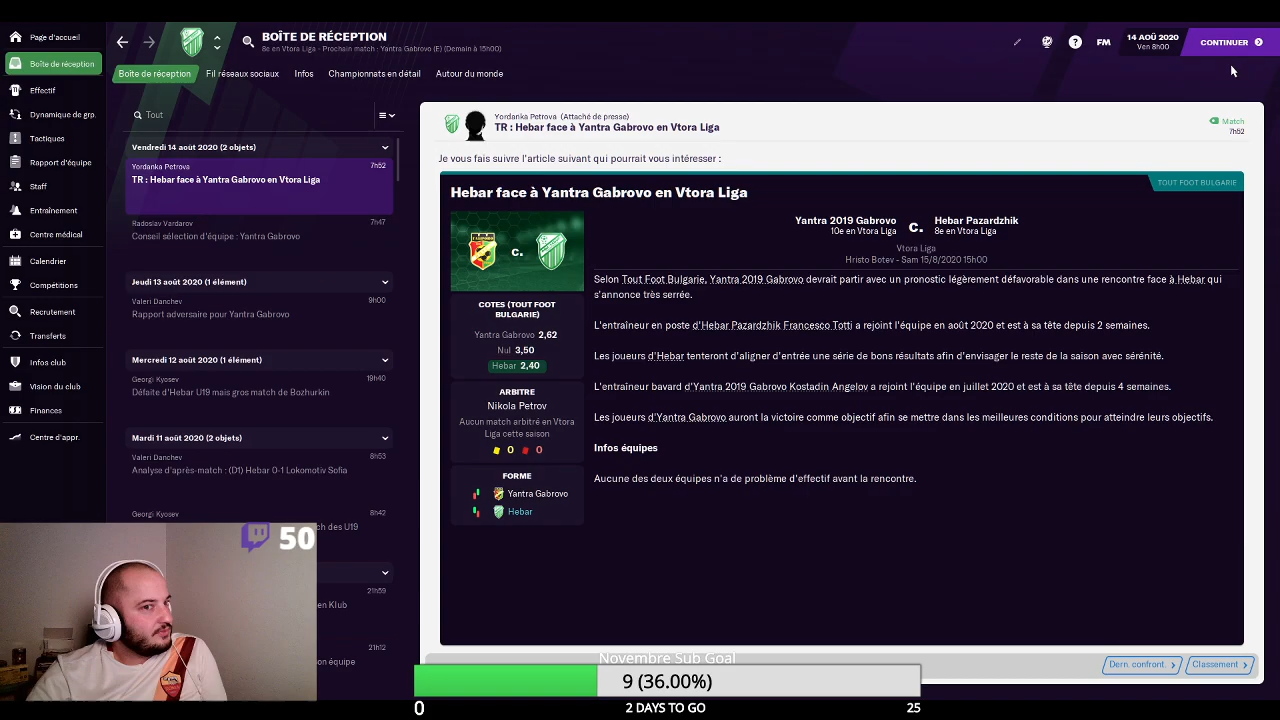 Page d'accueil
Boîte de réception
Effectif
Dynamique de grp.
Tactiques
Rapport d'équipe
Staff
Entraînement
Centre médical
Calendrier
Compétitions
Recrutement
Transferts
Infos club
Vision du club
Finances
Centre d'appr.
BOÎTE DE RÉCEPTION
8e en Vtora Liga - Prochain match : Yantra Gabrovo (E) (Demain à 15h00)
FM
14 AOÛ 2020
Ven 8h00
CONTINUER
Boîte de réception
Fil réseaux sociaux
Infos
Championnats en détail
Autour du monde
Tout
Vendredi 14 août 2020 (2 objets)
Yordanka Petrova 7h52
TR : Hebar face à Yantra Gabrovo en Vtora Liga
Radoslav Vardarov 7h47
Conseil sélection d'équipe : Yantra Gabrovo
Jeudi 13 août 2020 (1 élément)
Valeri Danchev 9h00
Rapport adversaire pour Yantra Gabrovo
Mercredi 12 août 2020 (1 élément)
Georgi Kyosev 19h40
Défaite d'Hebar U19 mais gros match de Bozhurkin
Mardi 11 août 2020 (2 objets)
Valeri Danchev 8h53
Analyse d'après-match : (D1) Hebar 0-1 Lokomotiv Sofia
Georgi Kyosev 8h42
ch des U19
21h59
en Klub
21h12
on équipe
50
Yordanka Petrova (Attaché de presse)
TR : Hebar face à Yantra Gabrovo en Vtora Liga
Match
7h52
Je vous fais suivre l'article suivant qui pourrait vous intéresser :
TOUT FOOT BULGARIE
Hebar face à Yantra Gabrovo en Vtora Liga
c.
COTES (TOUT FOOT
BULGARIE)
Yantra Gabrovo 2,62
Nul 3,50
Hebar 2,40
ARBITRE
Nikola Petrov
Aucun match arbitré en Vtora
Liga cette saison
0 0
FORME
Yantra Gabrovo
Hebar
Yantra 2019 Gabrovo c. Hebar Pazardzhik
10e en Vtora Liga 8e en Vtora Liga
Vtora Liga
Hristo Botev - Sam 15/8/2020 15h00
Selon Tout Foot Bulgarie, Yantra 2019 Gabrovo devrait partir avec un pronostic légèrement défavorable dans une rencontre face à Hebar qui
s'annonce très serrée.
L'entraîneur en poste d'Hebar Pazardzhik Francesco Totti a rejoint l'équipe en août 2020 et est à sa tête depuis 2 semaines.
Les joueurs d'Hebar tenteront d'aligner d'entrée une série de bons résultats afin d'envisager le reste de la saison avec sérénité.
L'entraîneur bavard d'Yantra 2019 Gabrovo Kostadin Angelov a rejoint l'équipe en juillet 2020 et est à sa tête depuis 4 semaines.
Les joueurs d'Yantra Gabrovo auront la victoire comme objectif afin se mettre dans les meilleures conditions pour atteindre leurs objectifs.
Infos équipes
Aucune des deux équipes n'a de problème d'effectif avant la rencontre.
Dern. confront.
Classement
Novembre Sub Goal
9 (36.00%)
0
2 DAYS TO GO
25